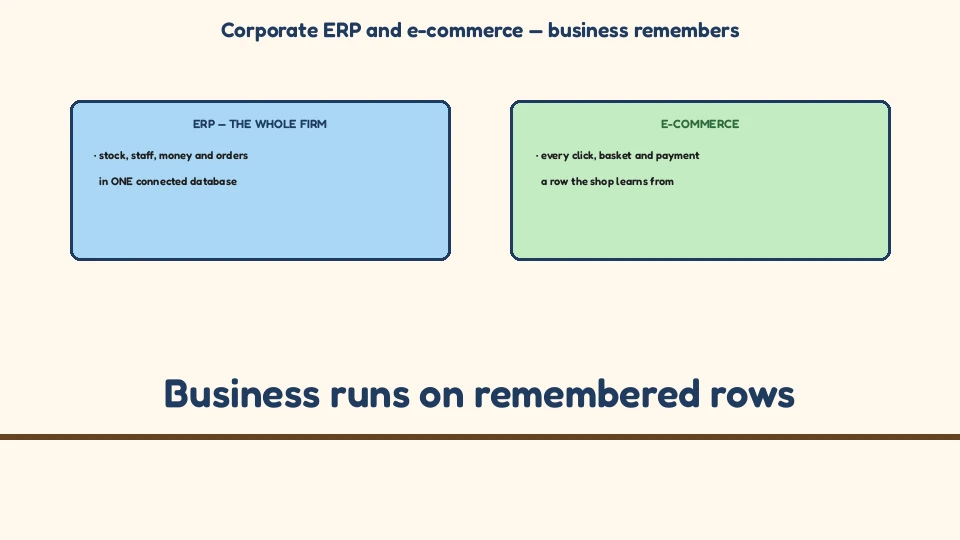 Corporate ERP and e-commerce — business remembers
ERP — THE WHOLE FIRM
· stock, staff, money and orders
in ONE connected database
E-COMMERCE
· every click, basket and payment
a row the shop learns from
Business runs on remembered rows